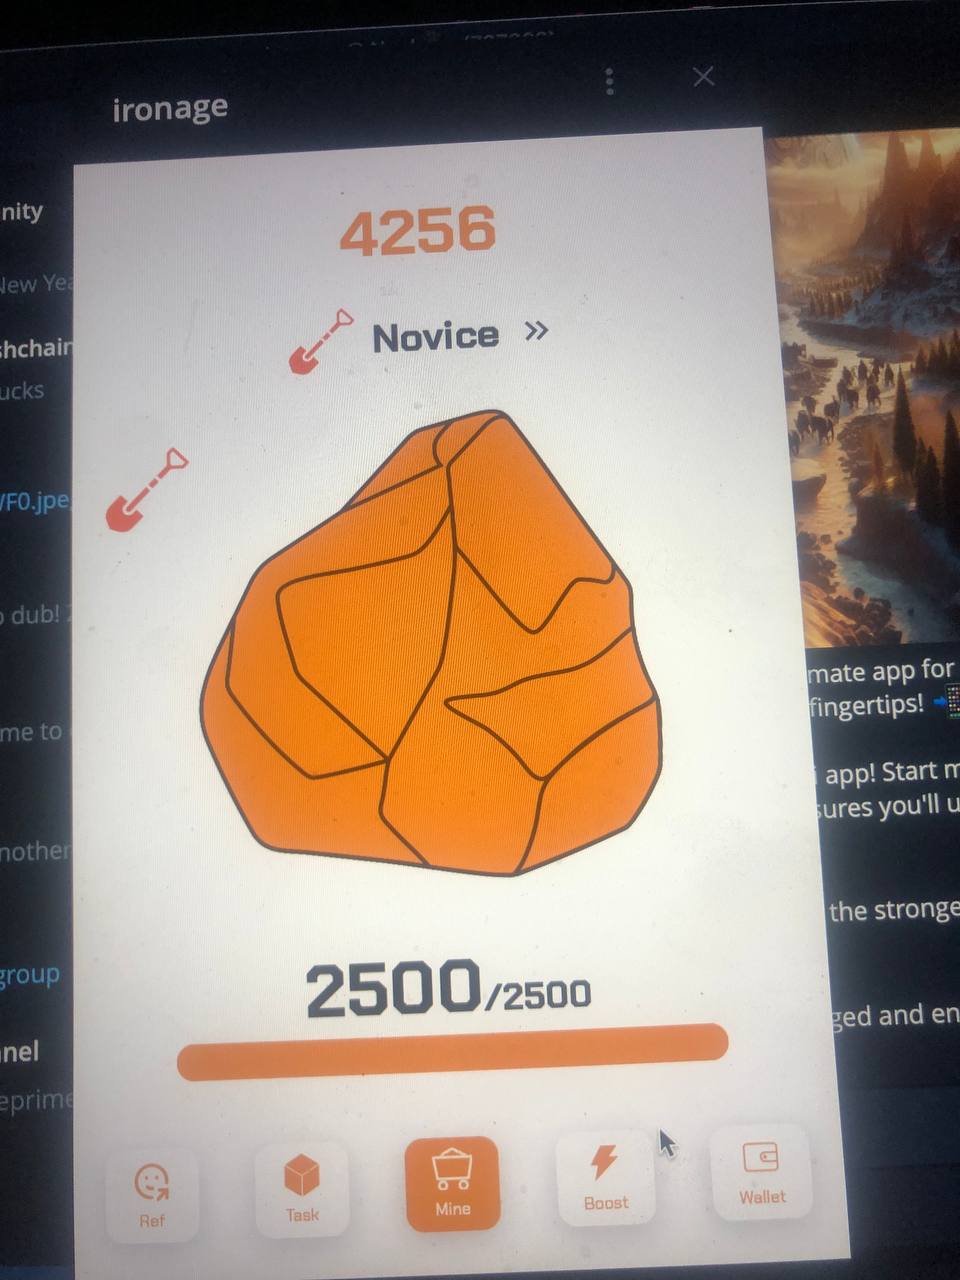 ironage
4256
Novice »
2500/2500
Ref
Task
Mine
Boost
Wallet
nity
New Yea
shchain
ucks
VF0.jpe
dub!
me to
nother
group
nel
eprime
mate app for
fingertips!
app! Start m
sures you'll u
the stronge
ged and en